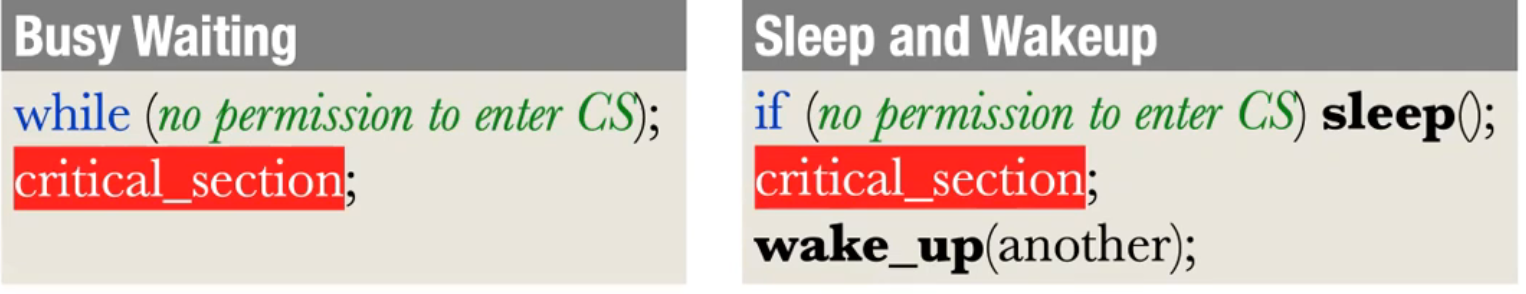 Busy Waiting
while (no permission to enter CS);
critical_section;
Sleep and Wakeup
if (no permission to enter CS) sleep();
critical_section;
wake_up(another);